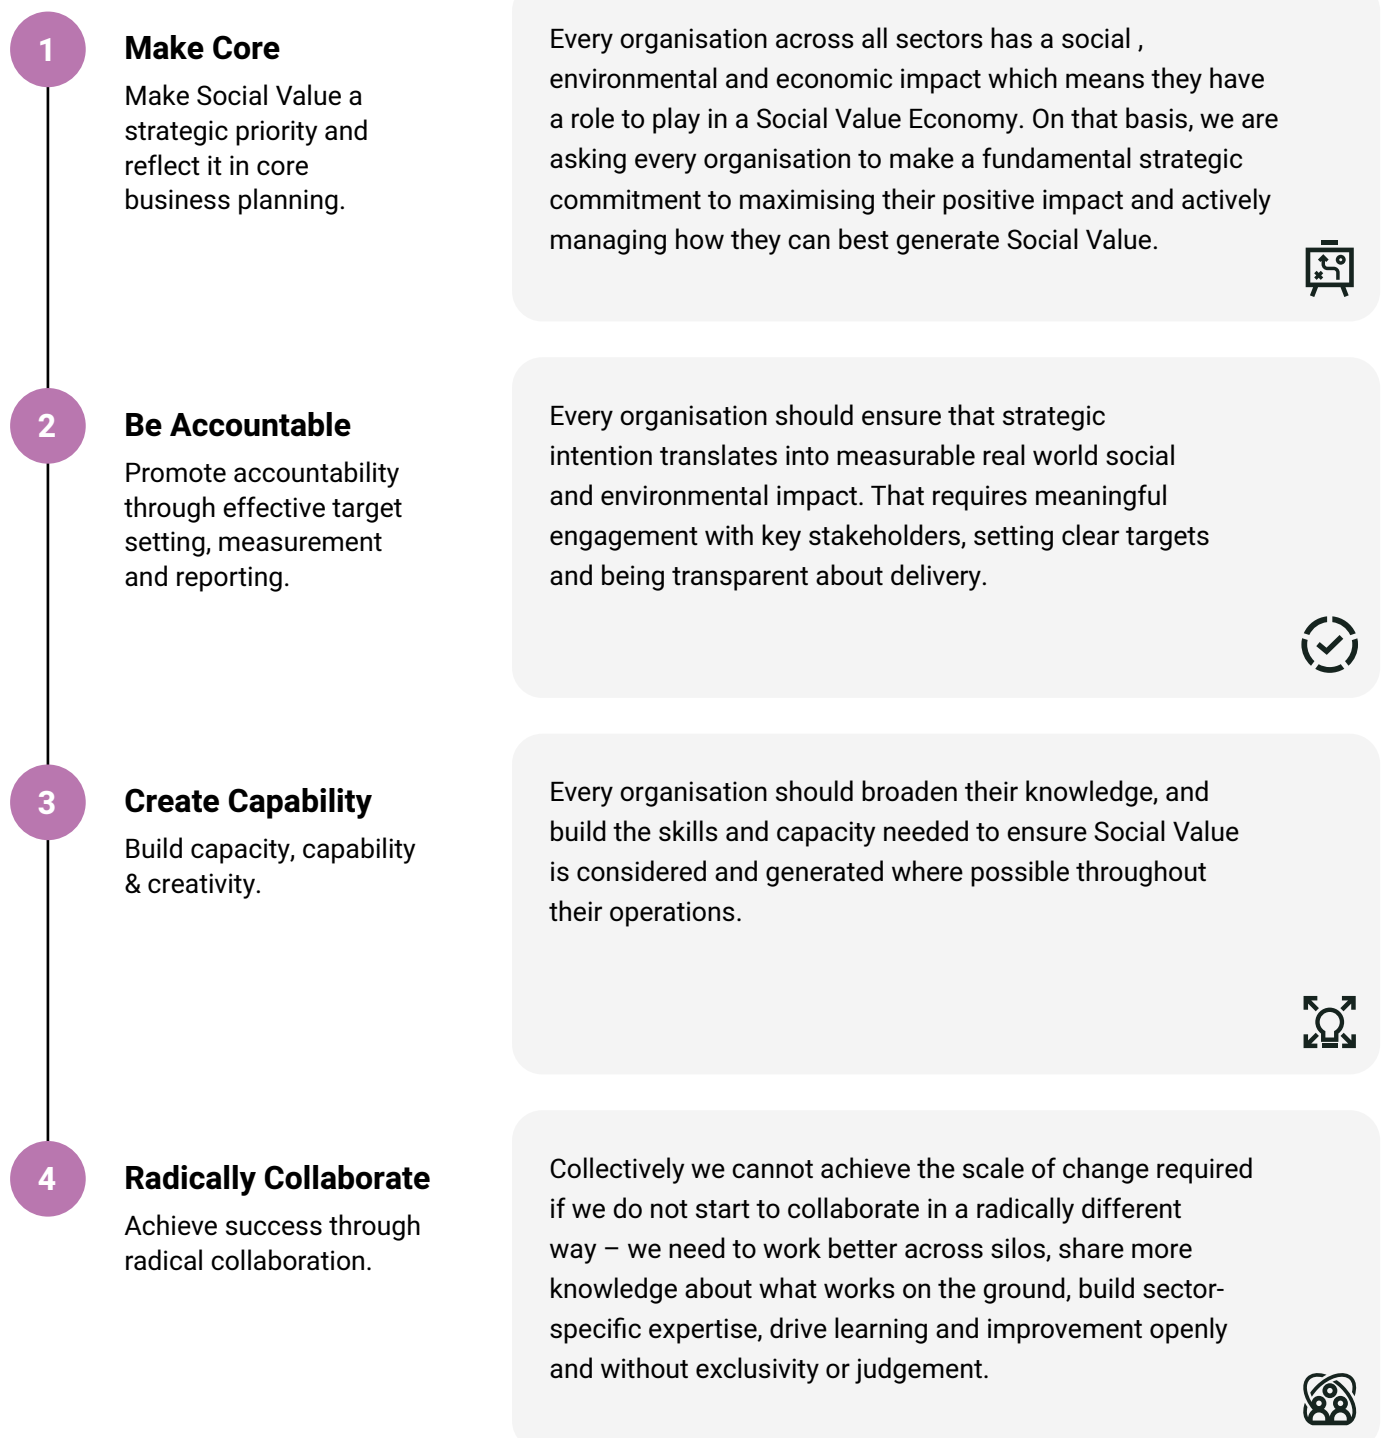 1
Make Core
Make Social Value a
strategic priority and
reflect it in core
business planning.
Every organisation across all sectors has a social ,
environmental and economic impact which means they have
a role to play in a Social Value Economy. On that basis, we are
asking every organisation to make a fundamental strategic
commitment to maximising their positive impact and actively
managing how they can best generate Social Value.
2
Be Accountable
Promote accountability
through effective target
setting, measurement
and reporting.
Every organisation should ensure that strategic
intention translates into measurable real world social
and environmental impact. That requires meaningful
engagement with key stakeholders, setting clear targets
and being transparent about delivery.
3
Create Capability
Build capacity, capability
& creativity.
Every organisation should broaden their knowledge, and
build the skills and capacity needed to ensure Social Value
is considered and generated where possible throughout
their operations.
4
Radically Collaborate
Achieve success through
radical collaboration.
Collectively we cannot achieve the scale of change required
if we do not start to collaborate in a radically different
way – we need to work better across silos, share more
knowledge about what works on the ground, build sector-
specific expertise, drive learning and improvement openly
and without exclusivity or judgement.